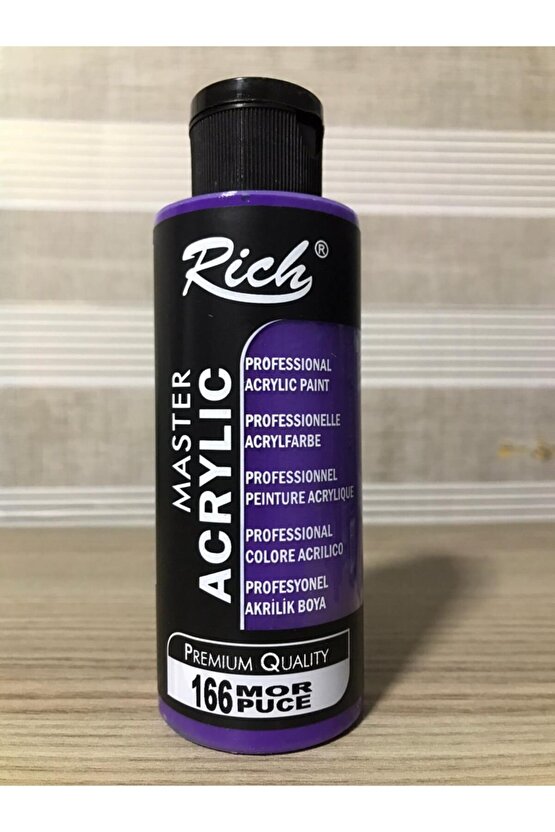 Rich®
MASTER
ACRYLIC
PROFESSIONAL
ACRYLIC PAINT
PROFESSIONELLE
ACRYLFARBE
PROFESSIONNEL
PEINTURE ACRYLIQUE
PROFESSIONAL
COLORE ACRILICO
PROFESYONEL
AKRİLİK BOYA
PREMIUM QUALITY
166 MOR
PUCE